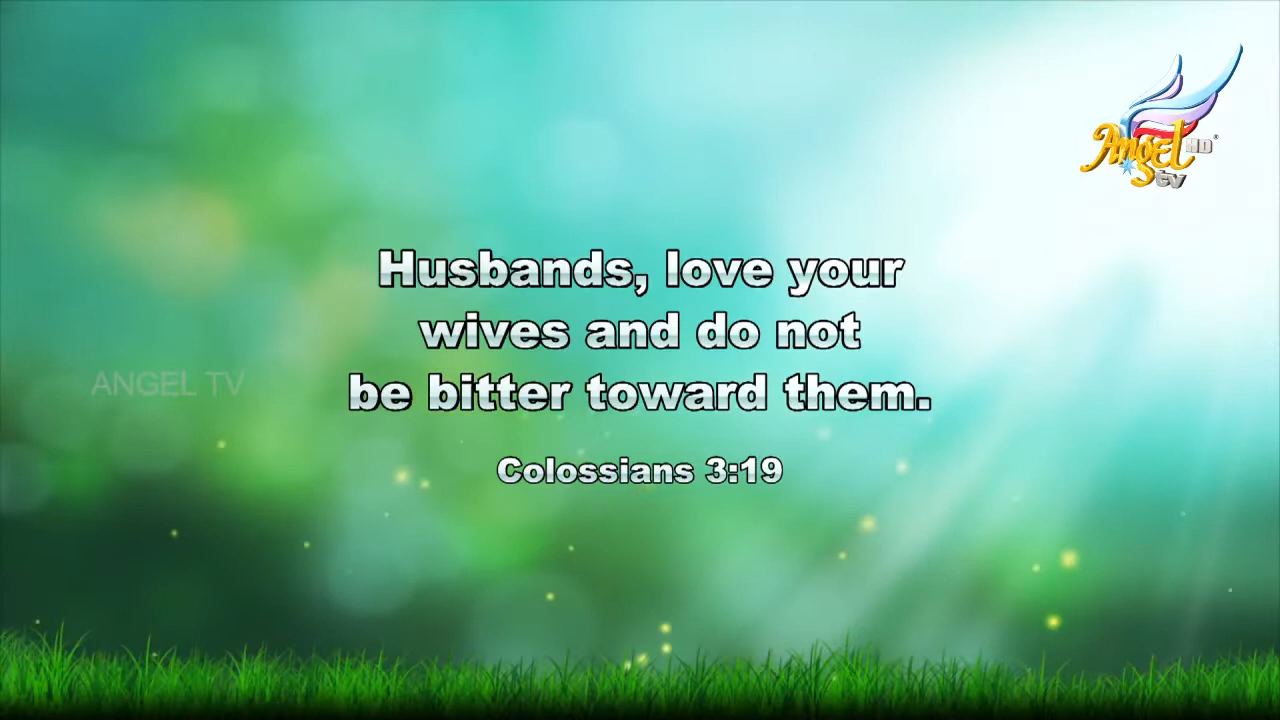 Angel HD
tv
Husbands, love your
wives and do not
ANGEL TV
be bitter toward them.
Colossians 3:19